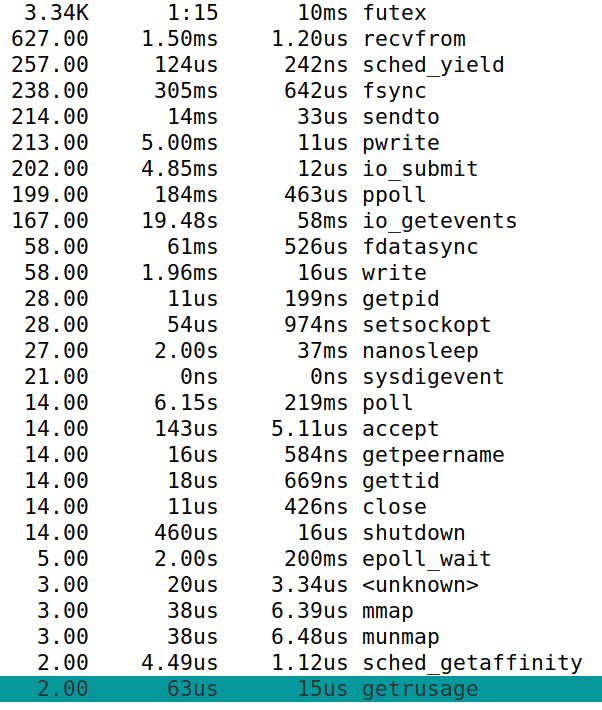 3.34K 1:15 10ms futex
627.00 1.50ms 1.20us recvfrom
257.00 124us 242ns sched_yield
238.00 305ms 642us fsync
214.00 14ms 33us sendto
213.00 5.00ms 11us pwrite
202.00 4.85ms 12us io_submit
199.00 184ms 463us ppoll
167.00 19.48s 58ms io_getevents
58.00 61ms 526us fdatasync
58.00 1.96ms 16us write
28.00 11us 199ns getpid
28.00 54us 974ns setsockopt
27.00 2.00s 37ms nanosleep
21.00 0ns 0ns sysdigevent
14.00 6.15s 219ms poll
14.00 143us 5.11us accept
14.00 16us 584ns getpeername
14.00 18us 669ns gettid
14.00 11us 426ns close
14.00 460us 16us shutdown
5.00 2.00s 200ms epoll_wait
3.00 20us 3.34us <unknown>
3.00 38us 6.39us mmap
3.00 38us 6.48us munmap
2.00 4.49us 1.12us sched_getaffinity
2.00 63us 15us getrusage